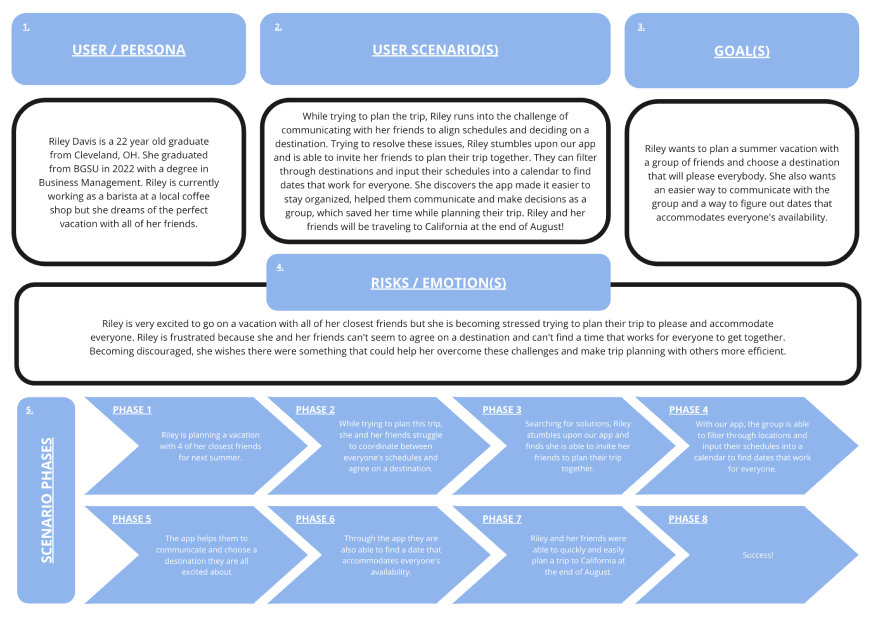 1.
USER / PERSONA
2.
USER SCENARIO(S)
3.
GOAL(S)
Riley Davis is a 22 year old graduate
from Cleveland, OH. She graduated
from BGSU in 2022 with a degree in
Business Management. Riley is currently
working as a barista at a local coffee
shop but she dreams of the perfect
vacation with all of her friends.
While trying to plan the trip, Riley runs into the challenge of
communicating with her friends to align schedules and deciding on a
destination. Trying to resolve these issues, Riley stumbles upon our app
and is able to invite her friends to plan their trip together. They can filter
through destinations and input their schedules into a calendar to find
dates that work for everyone. She discovers the app made it easier to
stay organized, helped them communicate and make decisions as a
group, which saved her time while planning their trip. Riley and her
friends will be traveling to California at the end of August!
Riley wants to plan a summer vacation with
a group of friends and choose a destination
that will please everybody. She also wants
an easier way to communicate with the
group and a way to figure out dates that
accommodates everyone's availability.
4.
RISKS / EMOTION(S)
Riley is very excited to go on a vacation with all of her closest friends but she is becoming stressed trying to plan their trip to please and accommodate
everyone. Riley is frustrated because she and her friends can't seem to agree on a destination and can't find a time that works for everyone to get together.
Becoming discouraged, she wishes there were something that could help her overcome these challenges and make trip planning with others more efficient.
5.
SCENARIO PHASES
PHASE 1
Riley is planning a vacation
with 4 of her closest friends
for next summer.
PHASE 2
While trying to plan this trip,
she and her friends struggle
to coordinate between
everyone's schedules and
agree on a destination.
PHASE 3
Searching for solutions, Riley
stumbles upon our app and
finds she is able to invite her
friends to plan their trip
together.
PHASE 4
With our app, the group is able
to filter through locations and
input their schedules into a
calendar to find dates that work
for everyone.
PHASE 5
The app helps them to
communicate and choose a
destination they are all
excited about
PHASE 6
Through the app they are
also able to find a date that
accommodates everyone's
availability.
PHASE 7
Riley and her friends were
able to quickly and easily
plan a trip to California at
the end of August.
PHASE 8
Success!